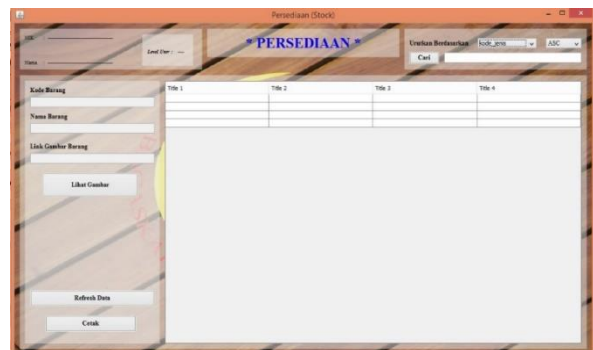 Persediaan (Stock)
Nama :
Level User : ---
* PERSEDIAAN *
Urutkan Berdasarkan kode_jenis ASC
Cari
Kode Barang
Nama Barang
Link Gambar Barang
Lihat Gambar
Refresh Data
Cetak
Title 1 Title 2 Title 3 Title 4